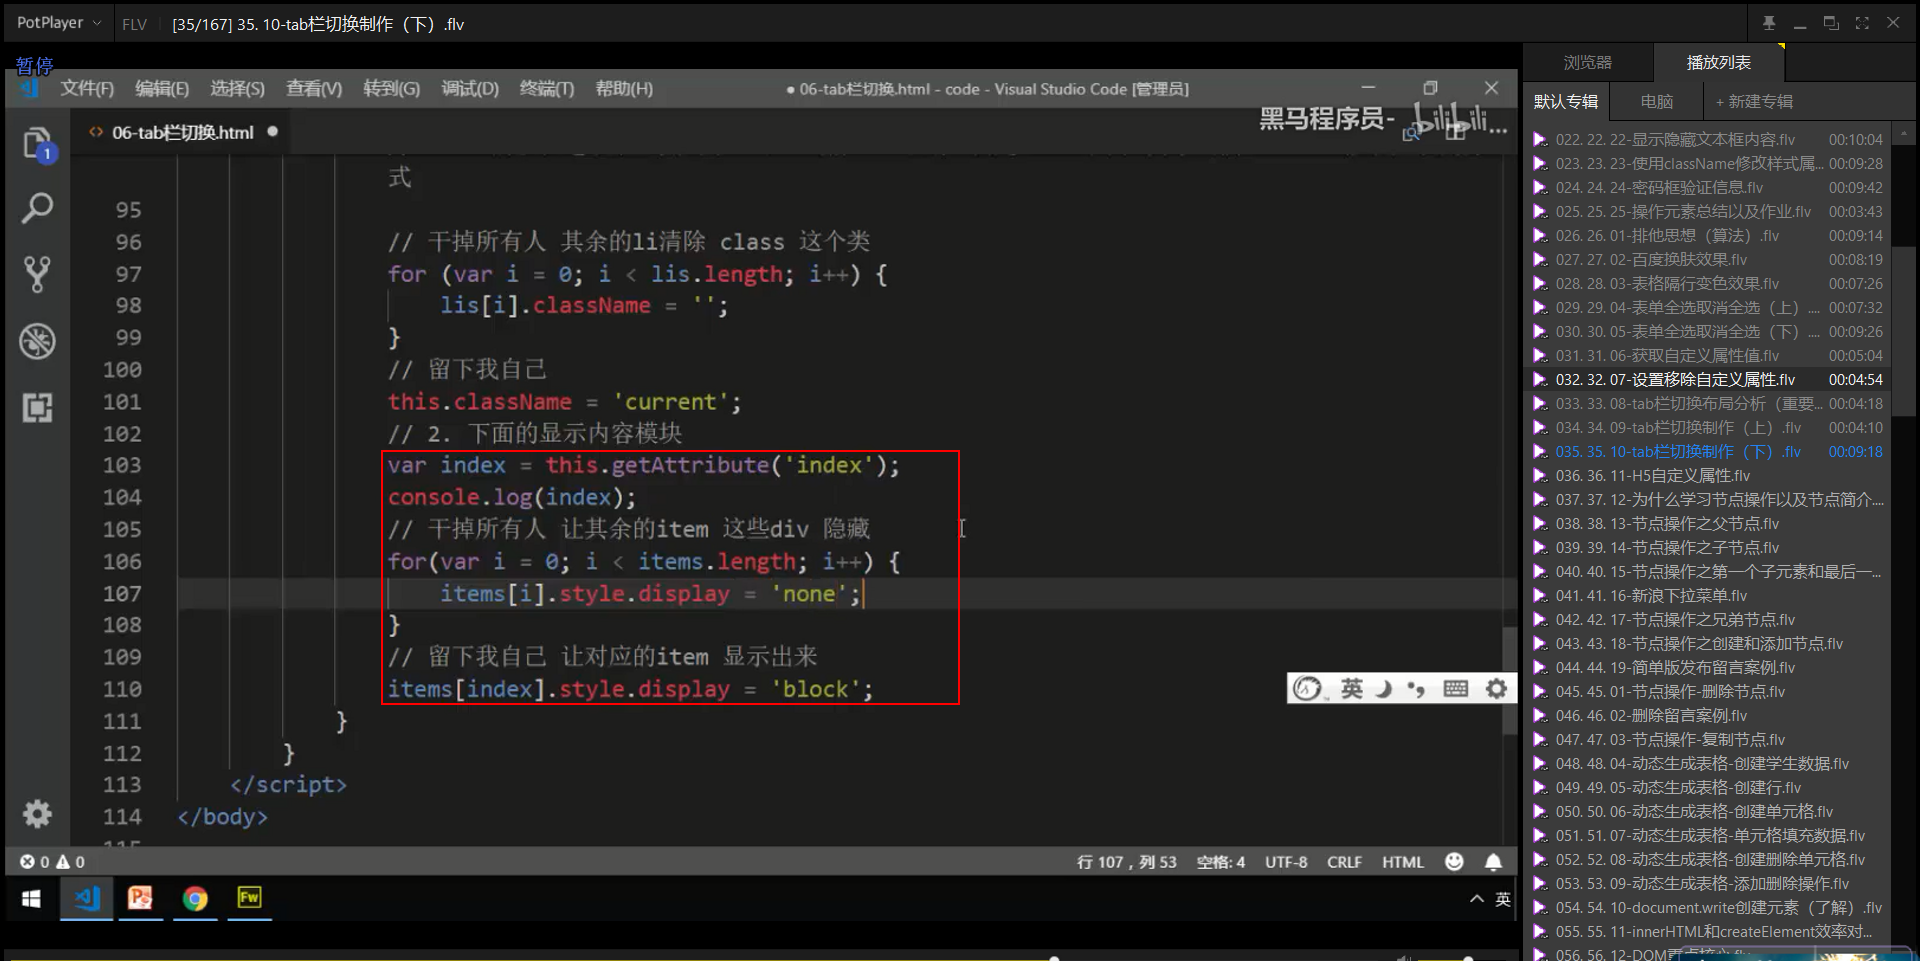 PotPlayer
FLV
[35/167] 35. 10-tab栏切换制作（下）.flv
暂停
文件(F) 编辑(E) 选择(S) 查看(V) 转到(G) 调试(D) 终端(T) 帮助(H)
● 06-tab栏切换.html - code - Visual Studio Code [管理员]
06-tab栏切换.html ●
黑马程序员- bilibili
1
式
95
96 // 干掉所有人 其余的li清除 class 这个类
97 for (var i = 0; i < lis.length; i++) {
98 lis[i].className = '';
99 }
100 // 留下我自己
101 this.className = 'current';
102 // 2. 下面的显示内容模块
103 var index = this.getAttribute('index');
104 console.log(index);
105 // 干掉所有人 让其余的item 这些div 隐藏
106 for(var i = 0; i < items.length; i++) {
107 items[i].style.display = 'none';
108 }
109 // 留下我自己 让对应的item 显示出来
110 items[index].style.display = 'block';
111 }
112 }
113 </script>
114 </body>
115
英
0 0
行 107，列 53 空格: 4 UTF-8 CRLF HTML
Fw
英
浏览器 播放列表
默认专辑 电脑 + 新建专辑
022. 22. 22-显示隐藏文本框内容.flv 00:10:04
023. 23. 23-使用className修改样式属... 00:09:28
024. 24. 24-密码框验证信息.flv 00:09:42
025. 25. 25-操作元素总结以及作业.flv 00:03:43
026. 26. 01-排他思想（算法）.flv 00:09:14
027. 27. 02-百度换肤效果.flv 00:08:19
028. 28. 03-表格隔行变色效果.flv 00:07:26
029. 29. 04-表单全选取消全选（上）.... 00:07:32
030. 30. 05-表单全选取消全选（下）.... 00:09:26
031. 31. 06-获取自定义属性值.flv 00:05:04
032. 32. 07-设置移除自定义属性.flv 00:04:54
033. 33. 08-tab栏切换布局分析（重要... 00:04:18
034. 34. 09-tab栏切换制作（上）.flv 00:04:10
035. 35. 10-tab栏切换制作（下）.flv 00:09:18
036. 36. 11-H5自定义属性.flv
037. 37. 12-为什么学习节点操作以及节点简介....
038. 38. 13-节点操作之父节点.flv
039. 39. 14-节点操作之子节点.flv
040. 40. 15-节点操作之第一个子元素和最后一...
041. 41. 16-新浪下拉菜单.flv
042. 42. 17-节点操作之兄弟节点.flv
043. 43. 18-节点操作之创建和添加节点.flv
044. 44. 19-简单版发布留言案例.flv
045. 45. 01-节点操作-删除节点.flv
046. 46. 02-删除留言案例.flv
047. 47. 03-节点操作-复制节点.flv
048. 48. 04-动态生成表格-创建学生数据.flv
049. 49. 05-动态生成表格-创建行.flv
050. 50. 06-动态生成表格-创建单元格.flv
051. 51. 07-动态生成表格-单元格填充数据.flv
052. 52. 08-动态生成表格-创建删除单元格.flv
053. 53. 09-动态生成表格-添加删除操作.flv
054. 54. 10-document.write创建元素（了解）.flv
055. 55. 11-innerHTML和createElement效率对...
056. 56. 12-DOM重点核心.flv